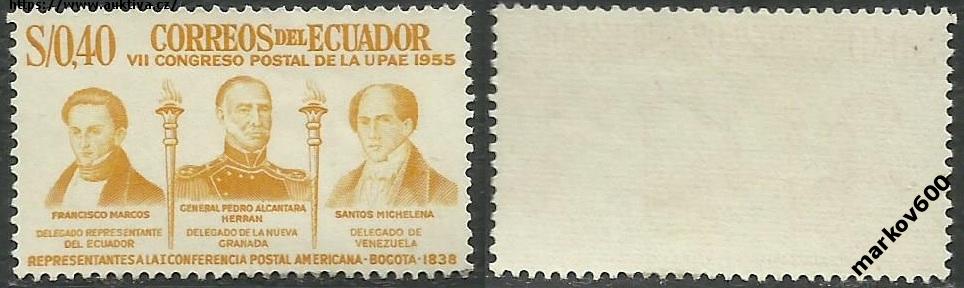 https://www.auktiva.cz/
S/0,40 CORREOS DEL ECUADOR
VII CONGRESO POSTAL DE LA UPAE 1955
FRANCISCO MARCOS
DELEGADO REPRESENTANTE
DEL ECUADOR
GENERAL PEDRO ALCANTARA
HERRAN
DELEGADO DE LA NUEVA
GRANADA
SANTOS MICHELENA
DELEGADO DE
VENEZUELA
REPRESENTANTES A LA I CONFERENCIA POSTAL AMERICANA-BOGOTA-1838
markov600